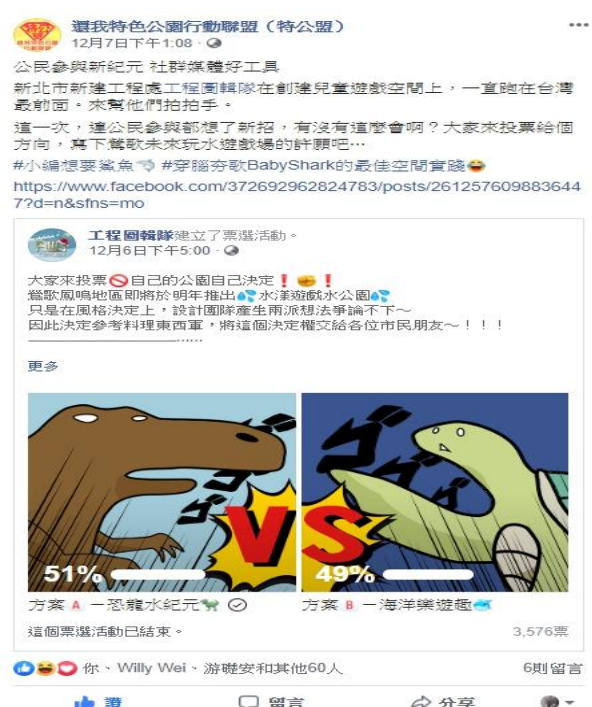 還我特色公園行動聯盟（特公盟）
12月7日下午1:08 ·
公民參與新紀元 社群媒體好工具
新北市新建工程處工程圖輯隊在創建兒童遊戲空間上，一直跑在台灣
最前面。來幫他們拍拍手。
這一次，連公民參與都想了新招，有沒有這麼會啊？大家來投票給個
方向，寫下鶯歌未來玩水遊戲場的許願吧…
#小編想要鯊魚🦈 #穿腦夯歌BabyShark的最佳空間實踐😂
https://www.facebook.com/372692962824783/posts/261257609883644
7?d=n&sfns=mo
工程圖輯隊建立了票選活動。
12月6日下午5:00 ·
大家來投票🚫自己的公園自己決定❗✊❗
鶯歌鳳鳴地區即將於明年推出💦水漾遊戲水公園💦
只是在風格決定上，設計團隊產生兩派想法爭論不下～
因此決定參考料理東西軍，將這個決定權交給各位市民朋友～！！！
——————————……
更多
ゴゴゴ
ゴゴゴ
VS
51%
49%
方案 A －恐龍水紀元🦖
方案 B －海洋樂遊趣🐳
這個票選活動已結束。
3,576票
你、Willy Wei、游礎安和其他60人
6則留言
讚
留言
分享